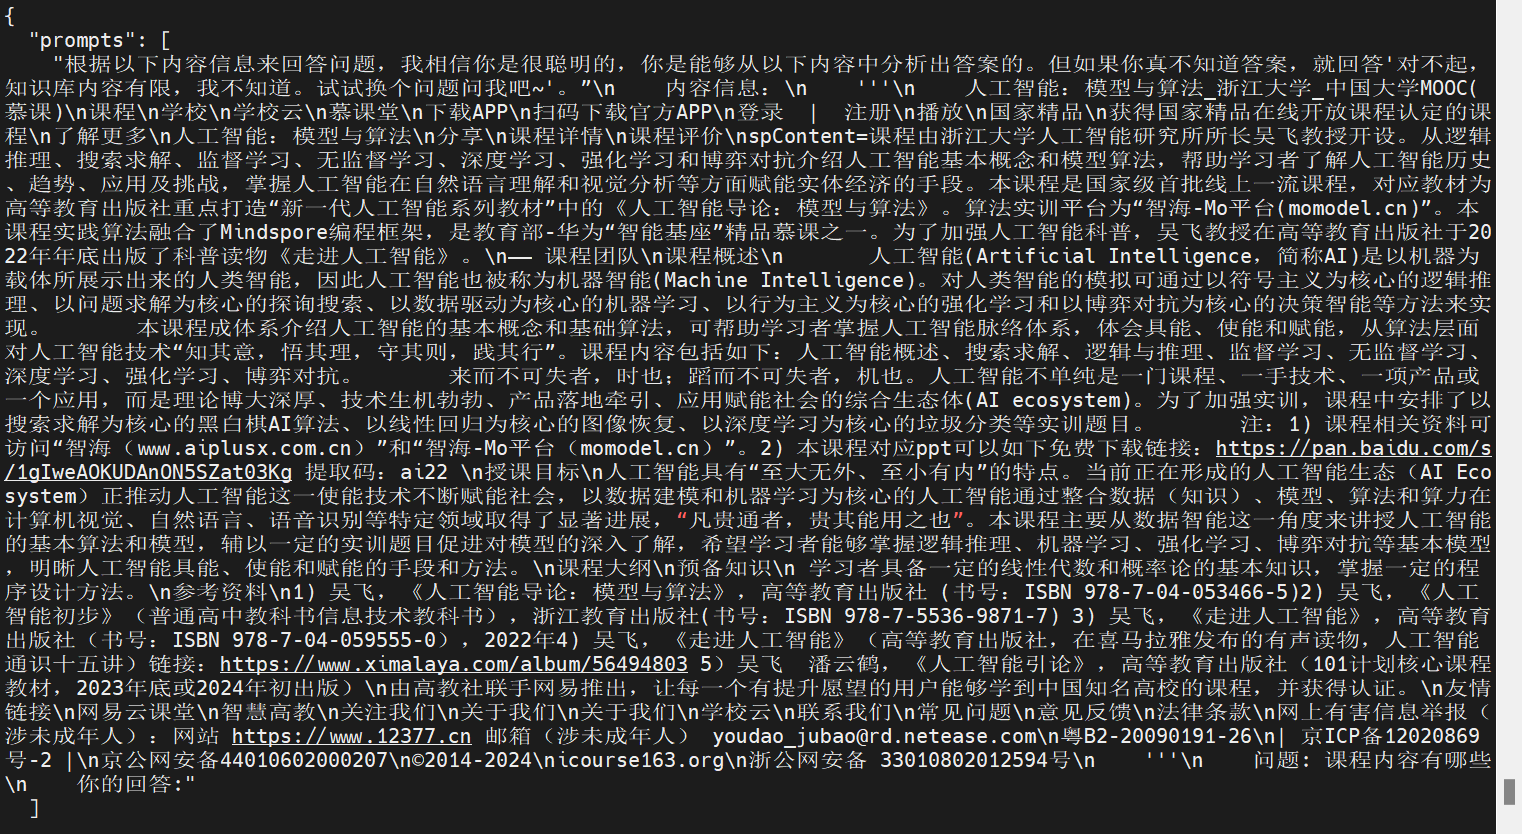 {
"prompts": [
"根据以下内容信息来回答问题，我相信你是很聪明的，你是能够从以下内容中分析出答案的。但如果你真不知道答案，就回答'对不起，
知识库内容有限，我不知道。试试换个问题问我吧~'。”\n    内容信息：\n    '''\n    人工智能：模型与算法_浙江大学_中国大学MOOC(
慕课)\n课程\n学校\n学校云\n慕课堂\n下载APP\n扫码下载官方APP\n登录  |  注册\n播放\n国家精品\n获得国家精品在线开放课程认定的课
程\n了解更多\n人工智能：模型与算法\n分享\n课程详情\n课程评价\nspContent=课程由浙江大学人工智能研究所所长吴飞教授开设。从逻辑
推理、搜索求解、监督学习、无监督学习、深度学习、强化学习和博弈对抗介绍人工智能基本概念和模型算法，帮助学习者了解人工智能历史
、趋势、应用及挑战，掌握人工智能在自然语言理解和视觉分析等方面赋能实体经济的手段。本课程是国家级首批线上一流课程，对应教材为
高等教育出版社重点打造“新一代人工智能系列教材”中的《人工智能导论：模型与算法》。算法实训平台为“智海-Mo平台(momodel.cn)”。本
课程实践算法融合了Mindspore编程框架，是教育部-华为“智能基座”精品慕课之一。为了加强人工智能科普，吴飞教授在高等教育出版社于20
22年年底出版了科普读物《走进人工智能》。\n—— 课程团队\n课程概述\n       人工智能(Artificial Intelligence，简称AI)是以机器为
载体所展示出来的人类智能，因此人工智能也被称为机器智能(Machine Intelligence)。对人类智能的模拟可通过以符号主义为核心的逻辑推
理、以问题求解为核心的探询搜索、以数据驱动为核心的机器学习、以行为主义为核心的强化学习和以博弈对抗为核心的决策智能等方法来实
现。       本课程成体系介绍人工智能的基本概念和基础算法，可帮助学习者掌握人工智能脉络体系，体会具能、使能和赋能，从算法层面
对人工智能技术“知其意，悟其理，守其则，践其行”。课程内容包括如下：人工智能概述、搜索求解、逻辑与推理、监督学习、无监督学习、
深度学习、强化学习、博弈对抗。       来而不可失者，时也；蹈而不可失者，机也。人工智能不单纯是一门课程、一手技术、一项产品或
一个应用，而是理论博大深厚、技术生机勃勃、产品落地牵引、应用赋能社会的综合生态体(AI ecosystem)。为了加强实训，课程中安排了以
搜索求解为核心的黑白棋AI算法、以线性回归为核心的图像恢复、以深度学习为核心的垃圾分类等实训题目。       注：1) 课程相关资料可
访问“智海（www.aiplusx.com.cn）”和“智海-Mo平台（momodel.cn）”。2) 本课程对应ppt可以如下免费下载链接：https://pan.baidu.com/s
/1gIweAOKUDAnON5SZat03Kg 提取码：ai22 \n授课目标\n人工智能具有“至大无外、至小有内”的特点。当前正在形成的人工智能生态（AI Eco
system）正推动人工智能这一使能技术不断赋能社会，以数据建模和机器学习为核心的人工智能通过整合数据（知识）、模型、算法和算力在
计算机视觉、自然语言、语音识别等特定领域取得了显著进展，“凡贵通者，贵其能用之也”。本课程主要从数据智能这一角度来讲授人工智能
的基本算法和模型，辅以一定的实训题目促进对模型的深入了解，希望学习者能够掌握逻辑推理、机器学习、强化学习、博弈对抗等基本模型
，明晰人工智能具能、使能和赋能的手段和方法。\n课程大纲\n预备知识\n 学习者具备一定的线性代数和概率论的基本知识，掌握一定的程
序设计方法。\n参考资料\n1) 吴飞，《人工智能导论：模型与算法》，高等教育出版社 (书号：ISBN 978-7-04-053466-5)2) 吴飞，《人工
智能初步》（普通高中教科书信息技术教科书），浙江教育出版社(书号：ISBN 978-7-5536-9871-7) 3) 吴飞，《走进人工智能》，高等教育
出版社（书号：ISBN 978-7-04-059555-0），2022年4) 吴飞，《走进人工智能》（高等教育出版社，在喜马拉雅发布的有声读物，人工智能
通识十五讲）链接：https://www.ximalaya.com/album/56494803 5）吴飞  潘云鹤，《人工智能引论》，高等教育出版社（101计划核心课程
教材，2023年底或2024年初出版）\n由高教社联手网易推出，让每一个有提升愿望的用户能够学到中国知名高校的课程，并获得认证。\n友情
链接\n网易云课堂\n智慧高教\n关注我们\n关于我们\n关于我们\n学校云\n联系我们\n常见问题\n意见反馈\n法律条款\n网上有害信息举报（
涉未成年人）：网站 https://www.12377.cn 邮箱（涉未成年人） youdao_jubao@rd.netease.com\n粤B2-20090191-26\n| 京ICP备12020869
号-2 |\n京公网安备44010602000207\n©2014-2024\nicourse163.org\n浙公网安备 33010802012594号\n    '''\n    问题：课程内容有哪些
\n    你的回答:"
]